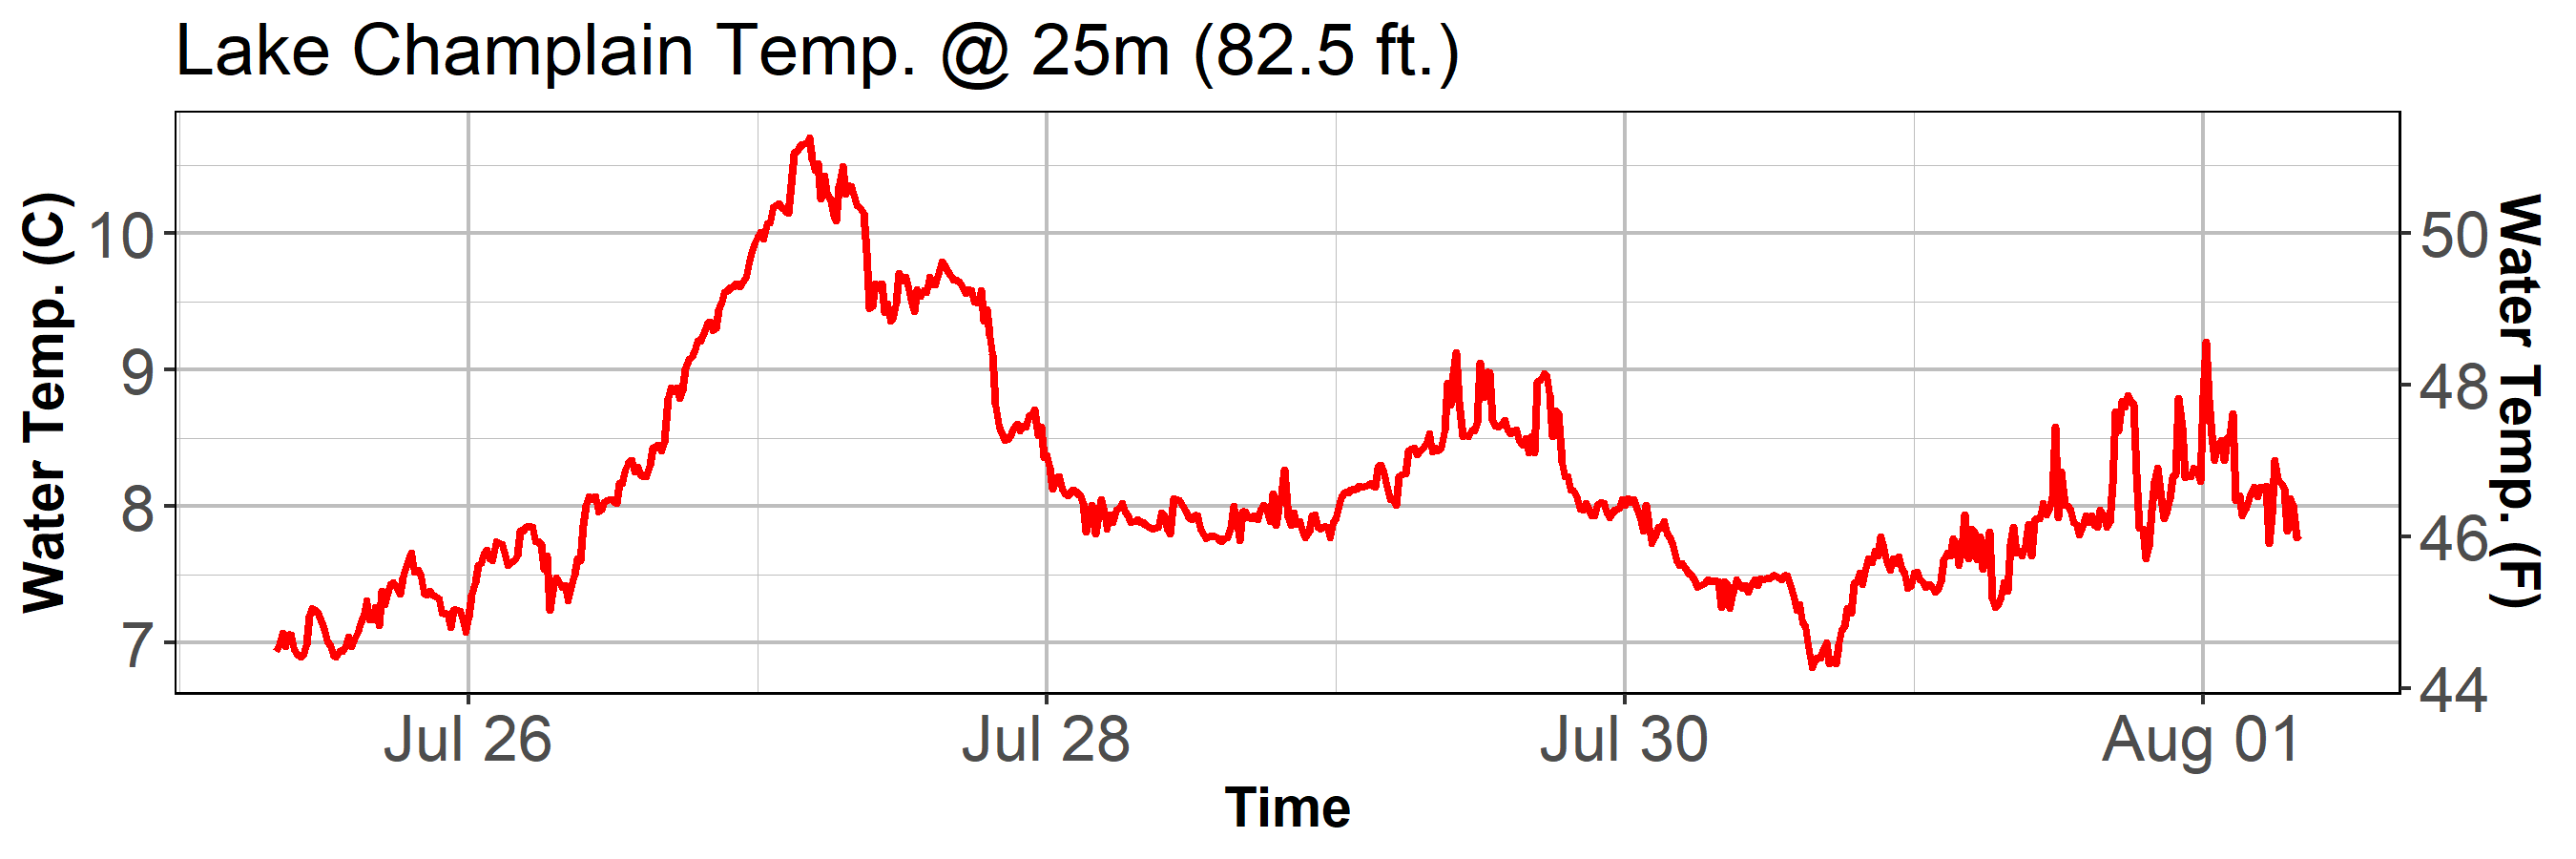 Lake Champlain Temp. @ 25m (82.5 ft.)
Water Temp. (C)
10
9
8
7
50
48
46
44
Water Temp. (F)
Jul 26
Jul 28
Jul 30
Aug 01
Time